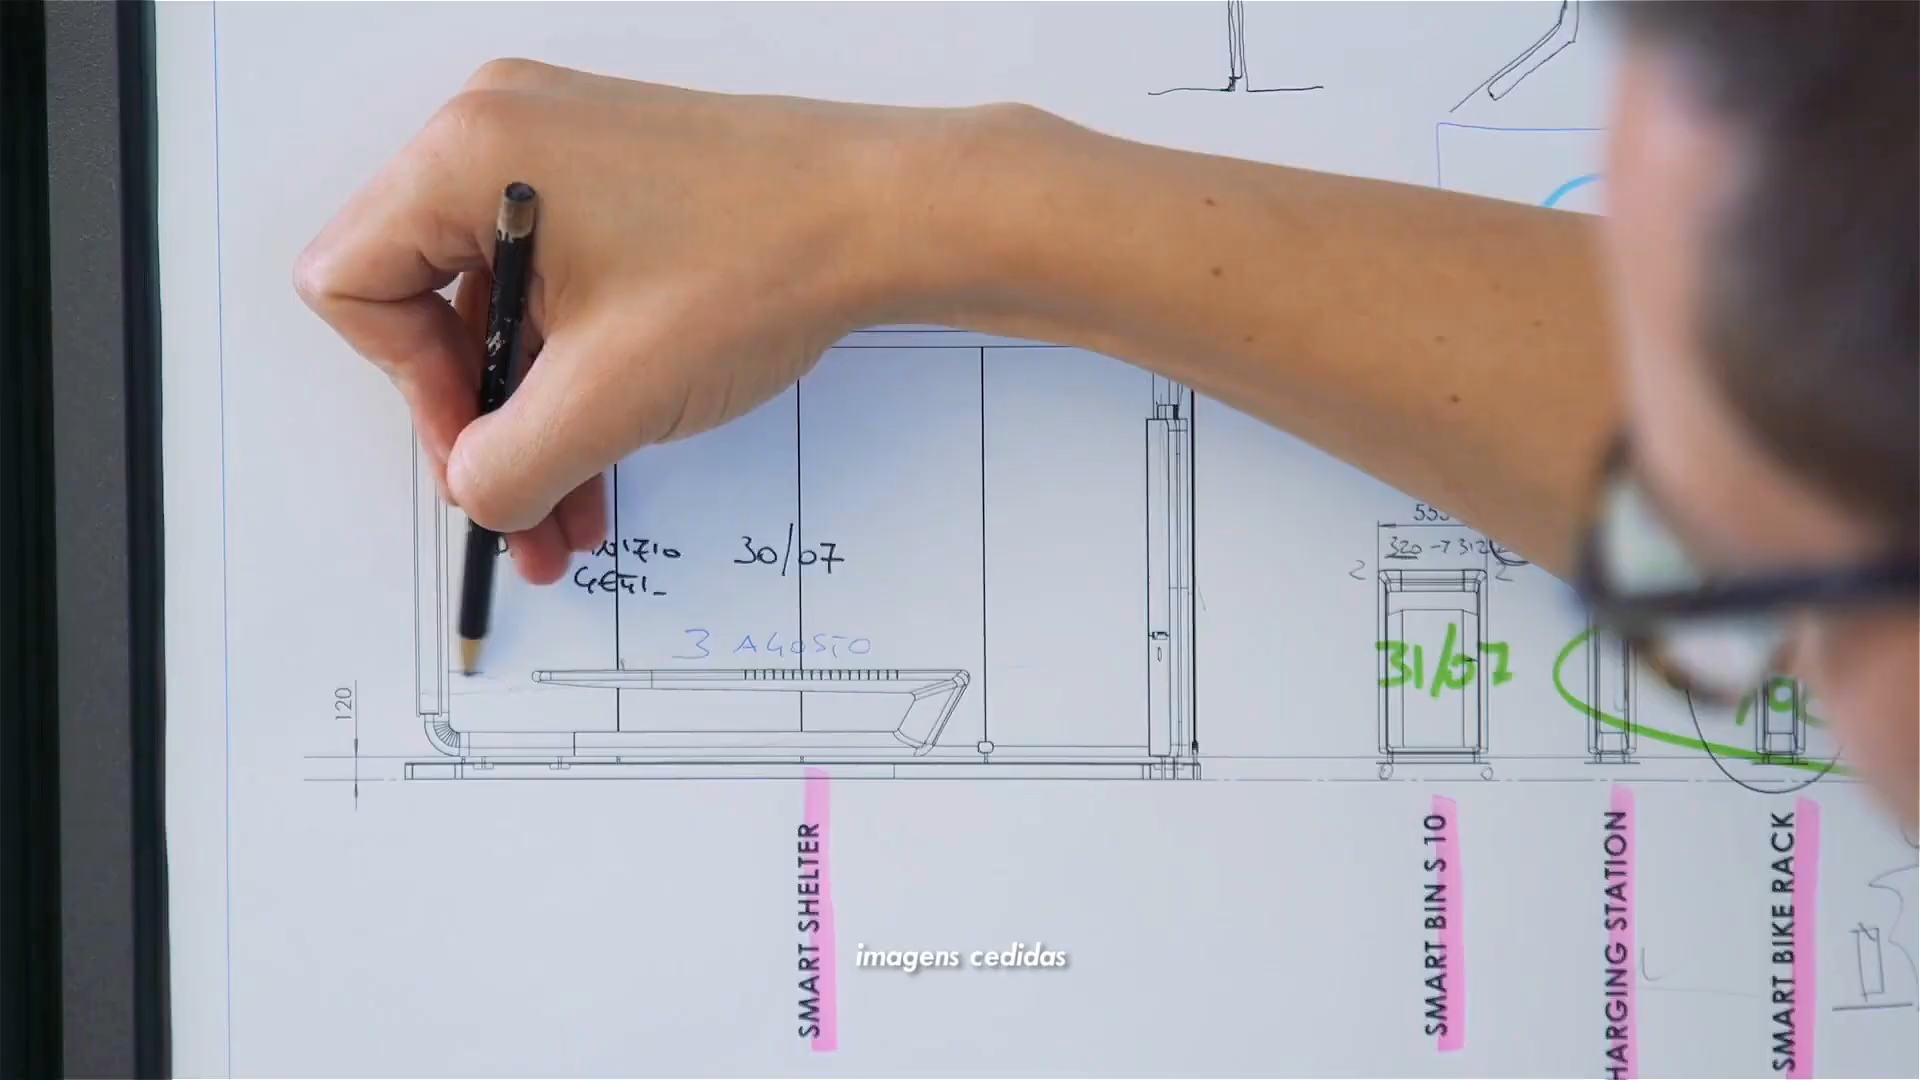 555
320 → 312
30/07
GETTI_
3 AGOSTO
2
2
31/07
120
SMART SHELTER
SMART BIN S 10
HARGING STATION
SMART BIKE RACK
imagens cedidas